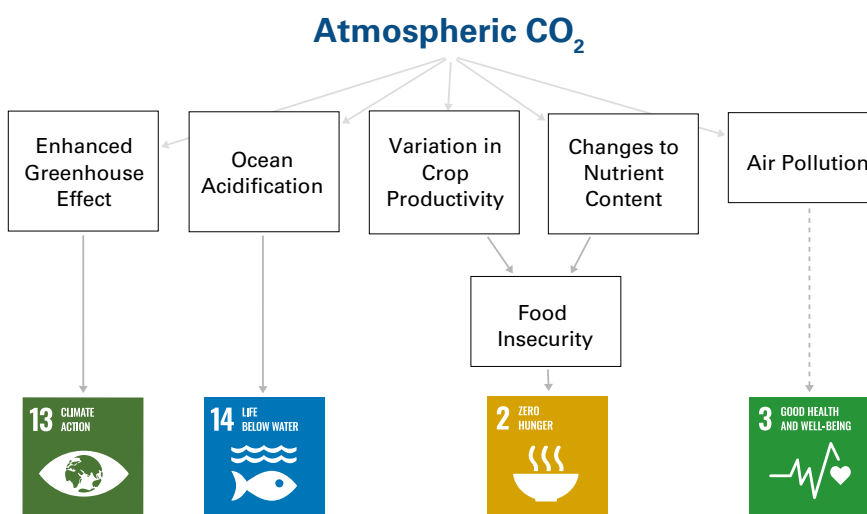 Atmospheric CO₂
Enhanced
Greenhouse
Effect
Ocean
Acidification
Variation in
Crop
Productivity
Changes to
Nutrient
Content
Air Pollution
Food
Insecurity
13 CLIMATE
ACTION
14 LIFE
BELOW WATER
2 ZERO
HUNGER
3 GOOD HEALTH
AND WELL-BEING